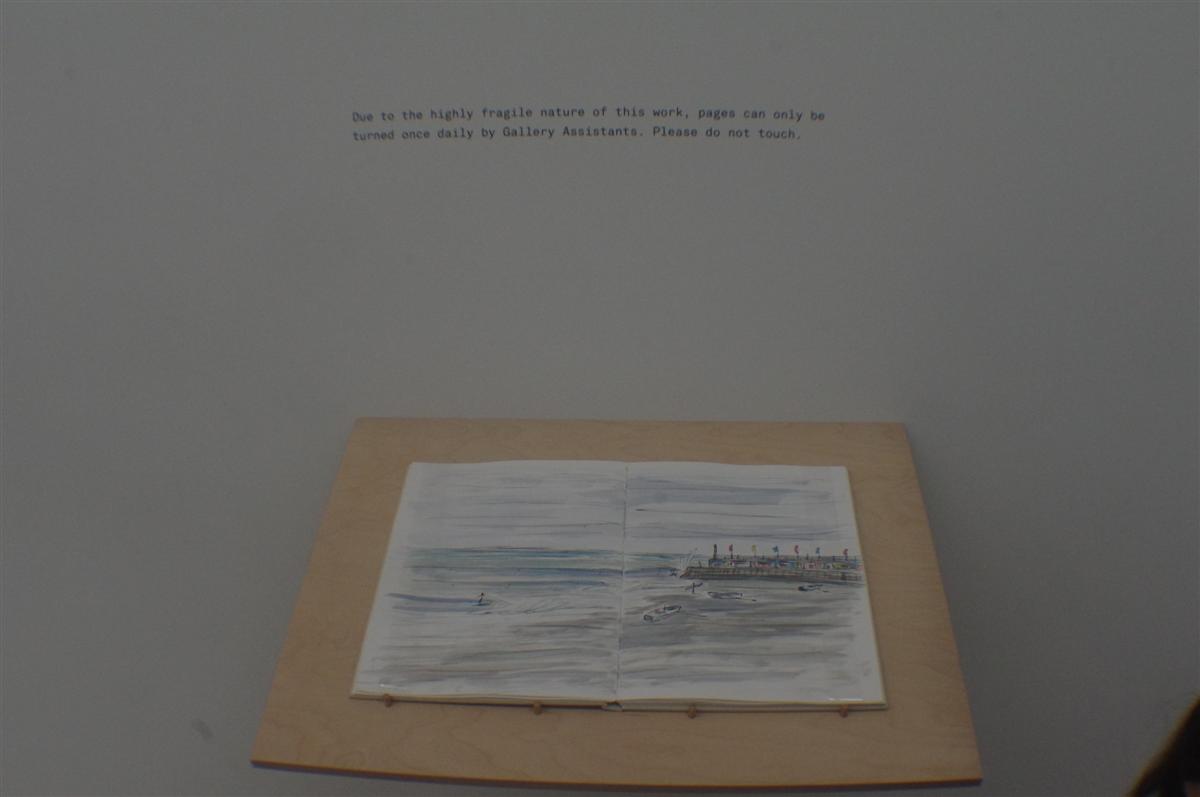 Due to the highly fragile nature of this work, pages can only be
turned once daily by Gallery Assistants. Please do not touch.